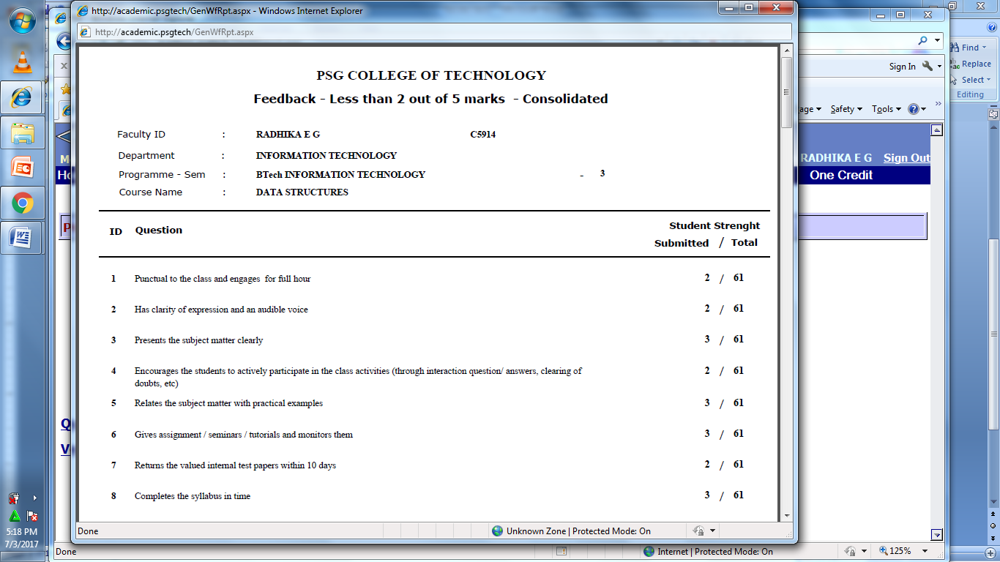 http://academic.psgtech/GenWfRpt.aspx - Windows Internet Explorer
http://academic.psgtech/GenWfRpt.aspx
PSG COLLEGE OF TECHNOLOGY
Feedback - Less than 2 out of 5 marks - Consolidated
Faculty ID : RADHIKA E G C5914
Department : INFORMATION TECHNOLOGY
Programme - Sem : BTech INFORMATION TECHNOLOGY - 3
Course Name : DATA STRUCTURES
ID Question Student Strenght
Submitted / Total
1 Punctual to the class and engages for full hour 2 / 61
2 Has clarity of expression and an audible voice 2 / 61
3 Presents the subject matter clearly 3 / 61
4 Encourages the students to actively participate in the class activities (through interaction question/ answers, clearing of 2 / 61
doubts, etc)
5 Relates the subject matter with practical examples 3 / 61
6 Gives assignment / seminars / tutorials and monitors them 3 / 61
7 Returns the valued internal test papers within 10 days 2 / 61
8 Completes the syllabus in time 3 / 61
Done Unknown Zone | Protected Mode: On
Sign In
Safety Tools
RADHIKA E G Sign Out
One Credit
Find
Replace
Select
Editing
Done Internet | Protected Mode: On 125%
5:18 PM
7/3/2017